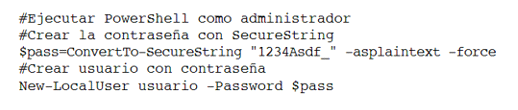 #Ejecutar PowerShell como administrador
#Crear la contraseña con SecureString
$pass=ConvertTo-SecureString "1234Asdf_" –asplaintext –force
#Crear usuario con contraseña
New-LocalUser usuario –Password $pass